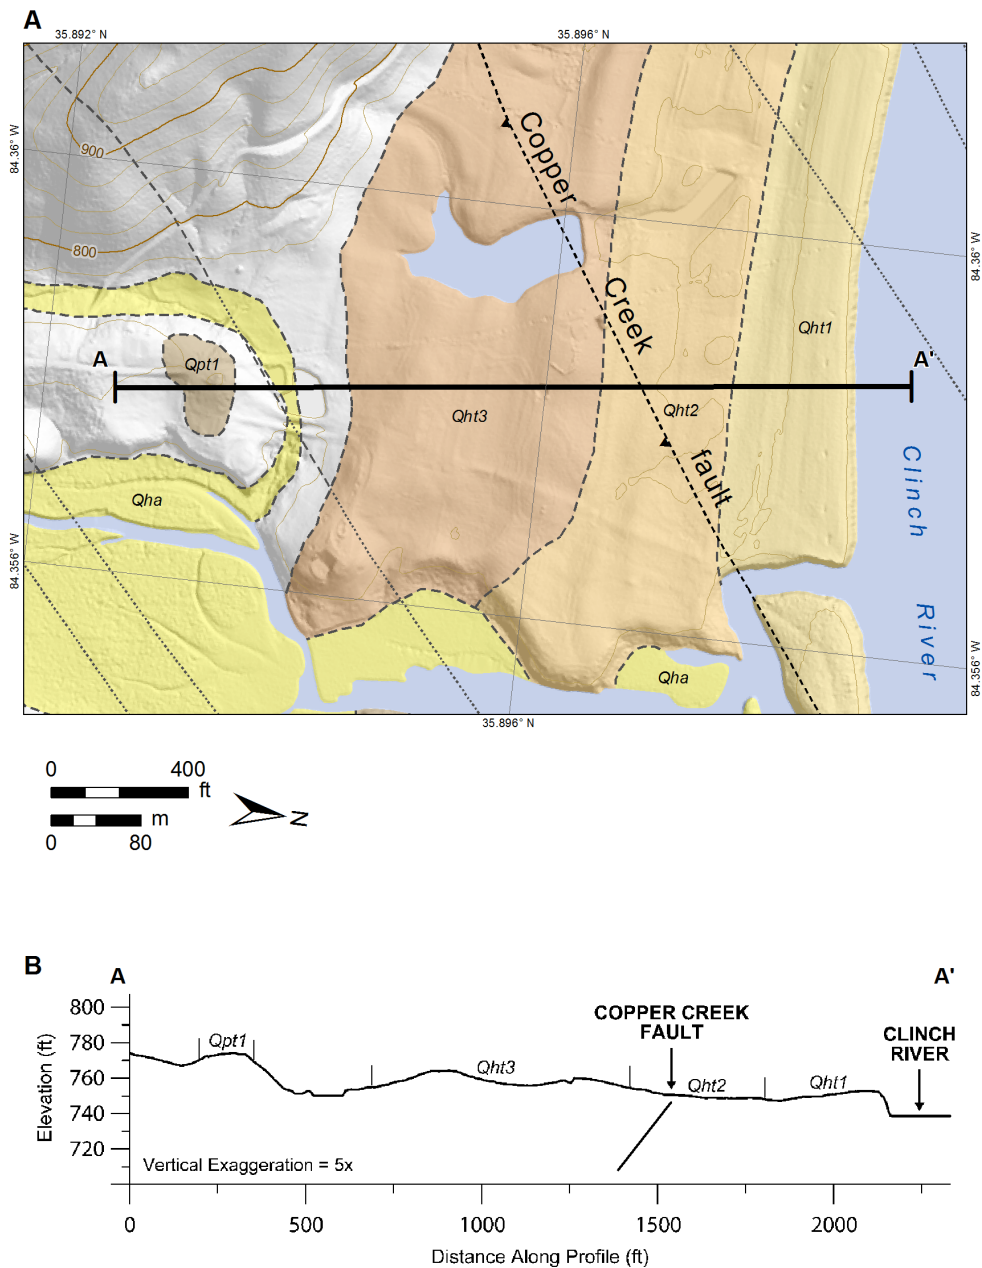 A
35.892° N
35.896° N
84.36° W
84.36° W
900
800
Copper
Creek
fault
Qht1
A
A'
Qpt1
Qht3
Qht2
Qha
Clinch
River
Qha
84.356° W
84.356° W
35.896° N
0 400
ft
m
0 80
N
B
A
A'
COPPER CREEK
FAULT
CLINCH
RIVER
Elevation (ft)
800
780
760
740
720
Qpt1
Qht3
Qht2
Qht1
Vertical Exaggeration = 5x
0 500 1000 1500 2000
Distance Along Profile (ft)